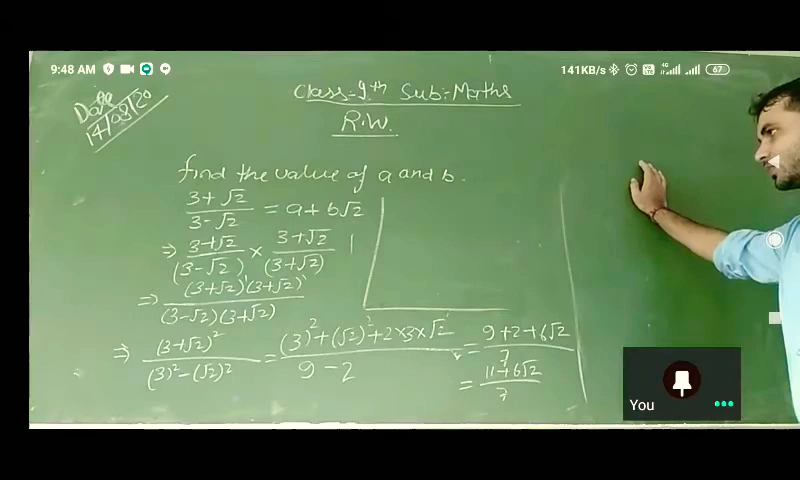 9:48 AM
141KB/s 4G 67
Date
14/08/20
Class-9th Sub:-Maths
R.W.
find the value of a and b.
3+√2 / 3-√2 = a+b√2
⇒ 3+√2 / (3-√2) × 3+√2 / (3+√2)
⇒ (3+√2)(3+√2) / (3-√2)(3+√2)
⇒ (3+√2)² / (3)²-(√2)² = (3)²+(√2)²+2×3×√2 / 9-2 = 9+2+6√2 / 7
= 11+6√2 / 7
You